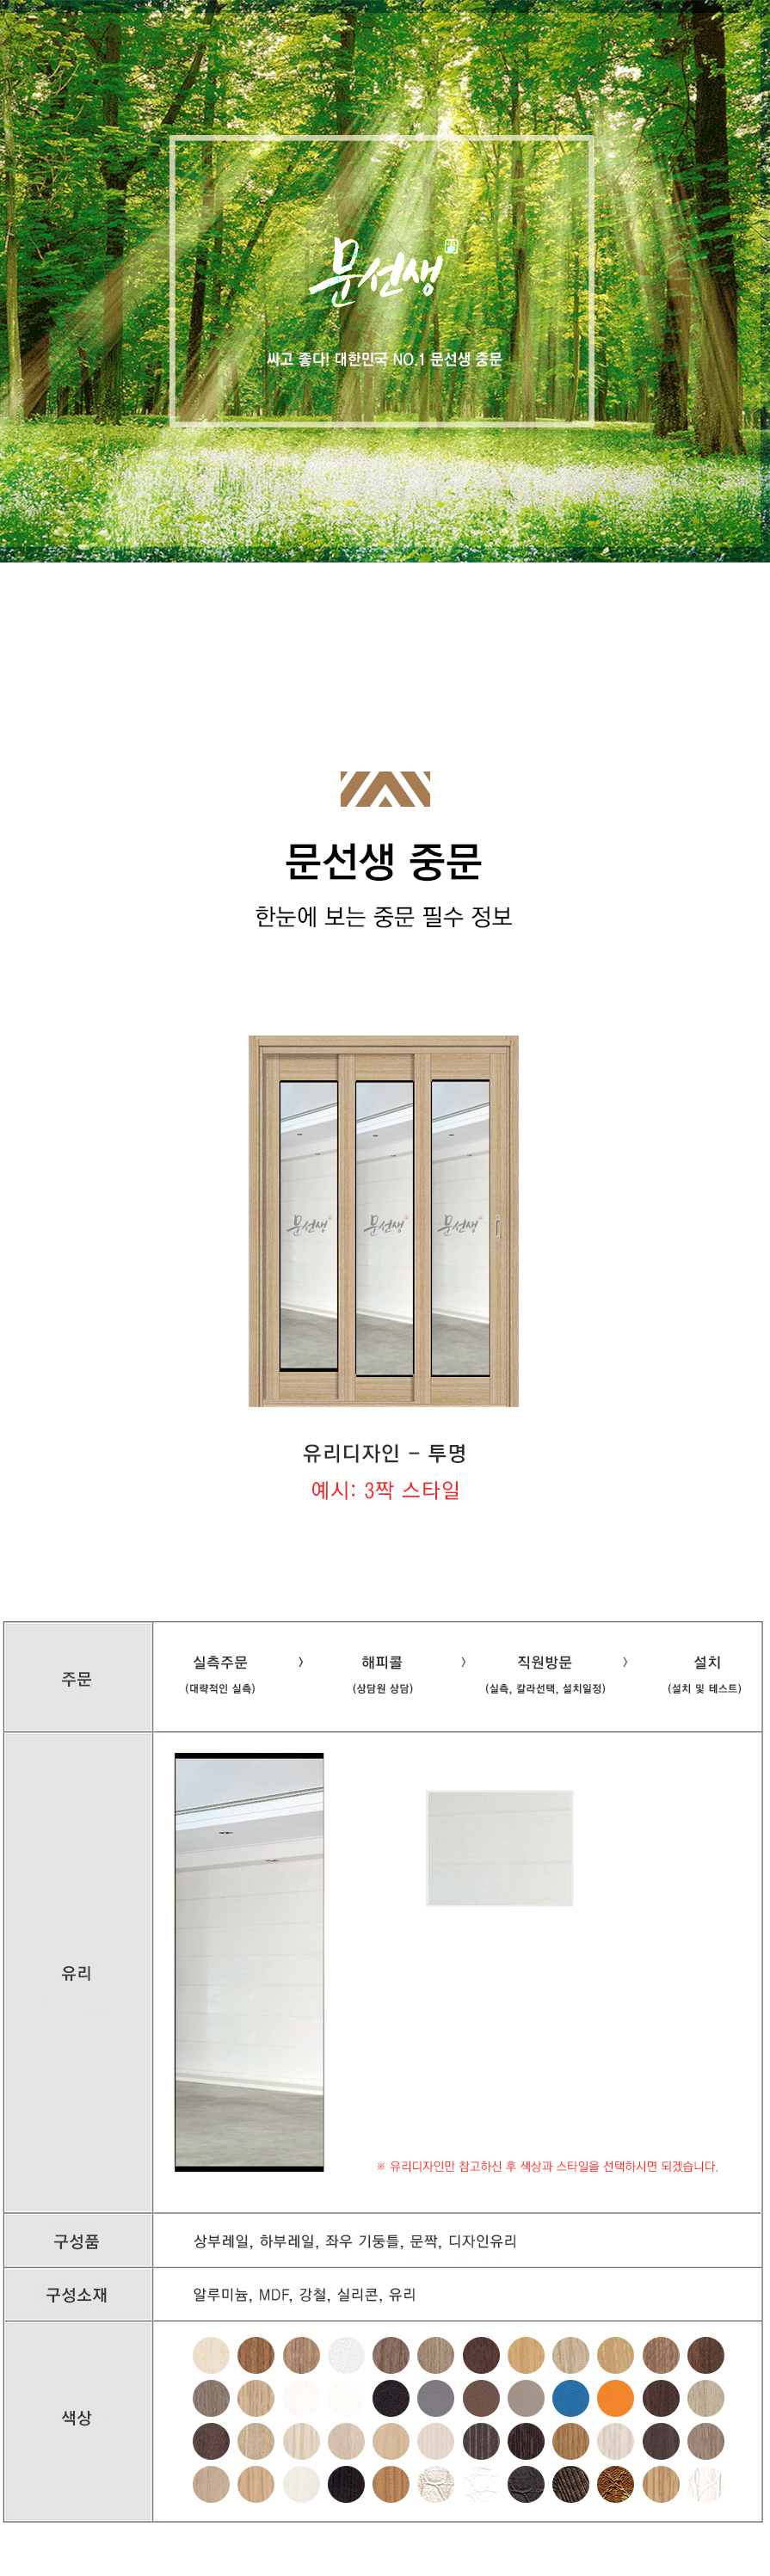 문선생
싸고 좋다! 대한민국 NO.1 문선생 중문
문선생 중문
한눈에 보는 중문 필수 정보
문선생 문선생 문선생
유리디자인 - 투명
예시: 3짝 스타일
주문
실측주문 > 해피콜 > 직원방문 > 설치
(대략적인 실측) (상담원 상담) (실측, 칼라선택, 설치일정) (설치 및 테스트)
유리
※ 유리디자인만 참고하신 후 색상과 스타일을 선택하시면 되겠습니다.
구성품
상부레일, 하부레일, 좌우 기둥틀, 문짝, 디자인유리
구성소재
알루미늄, MDF, 강철, 실리콘, 유리
색상